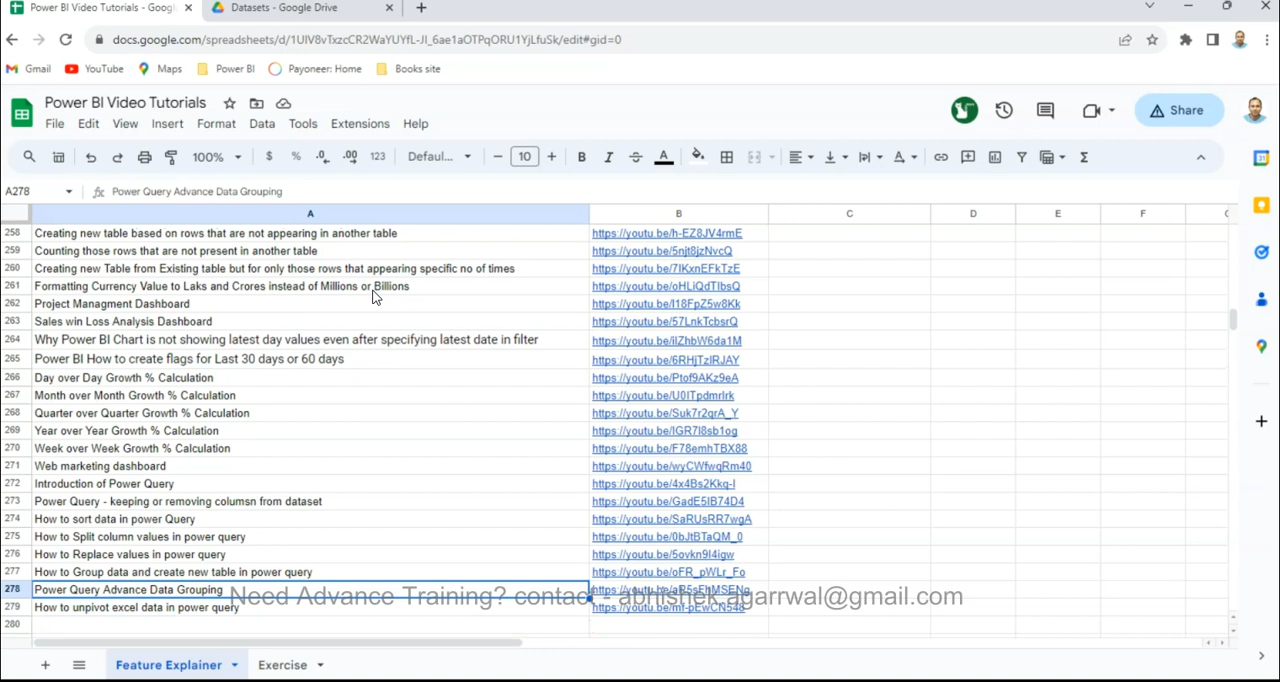 Power BI Video Tutorials - Googl
Datasets - Google Drive
docs.google.com/spreadsheets/d/1UIV8vTxzcCR2WaYUYfL-JI_6ae1aOTPqORU1YjLfuSk/edit#gid=0
Gmail YouTube Maps Power BI Payoneer: Home Books site
Power BI Video Tutorials
File Edit View Insert Format Data Tools Extensions Help
Share
100% $ % .0 .00 123 Defaul... 10 B I A
A278 fx Power Query Advance Data Grouping
A B C D E F
258 Creating new table based on rows that are not appearing in another table https://youtu.be/h-EZ8JV4rmE
259 Counting those rows that are not present in another table https://youtu.be/5njt8jzNvcQ
260 Creating new Table from Existing table but for only those rows that appearing specific no of times https://youtu.be/7IKxnEFkTzE
261 Formatting Currency Value to Laks and Crores instead of Millions or Billions https://youtu.be/oHLiQdTIbsQ
262 Project Managment Dashboard https://youtu.be/I18FpZ5w8Kk
263 Sales win Loss Analysis Dashboard https://youtu.be/57LnkTcbsrQ
264 Why Power BI Chart is not showing latest day values even after specifying latest date in filter https://youtu.be/ilZhbW6da1M
265 Power BI How to create flags for Last 30 days or 60 days https://youtu.be/6RHjTzIRJAY
266 Day over Day Growth % Calculation https://youtu.be/Ptof9AKz9eA
267 Month over Month Growth % Calculation https://youtu.be/U0ITpdmrlrk
268 Quarter over Quarter Growth % Calculation https://youtu.be/Suk7r2qrA_Y
269 Year over Year Growth % Calculation https://youtu.be/IGR7I8sb1og
270 Week over Week Growth % Calculation https://youtu.be/F78emhTBX88
271 Web marketing dashboard https://youtu.be/wyCWfwqRm40
272 Introduction of Power Query https://youtu.be/4x4Bs2Kkq-I
273 Power Query - keeping or removing columsn from dataset https://youtu.be/GadE5IB74D4
274 How to sort data in power Query https://youtu.be/SaRUsRR7wgA
275 How to Split column values in power query https://youtu.be/0bJtBTaQM_0
276 How to Replace values in power query https://youtu.be/5ovkn9I4igw
277 How to Group data and create new table in power query https://youtu.be/oFR_pWLr_Fo
278 Power Query Advance Data Grouping
Need Advance Training? contact - abhishek.agarrwal@gmail.com
279 How to unpivot excel data in power query https://youtu.be/mf-pEwCN548
280
Feature Explainer Exercise